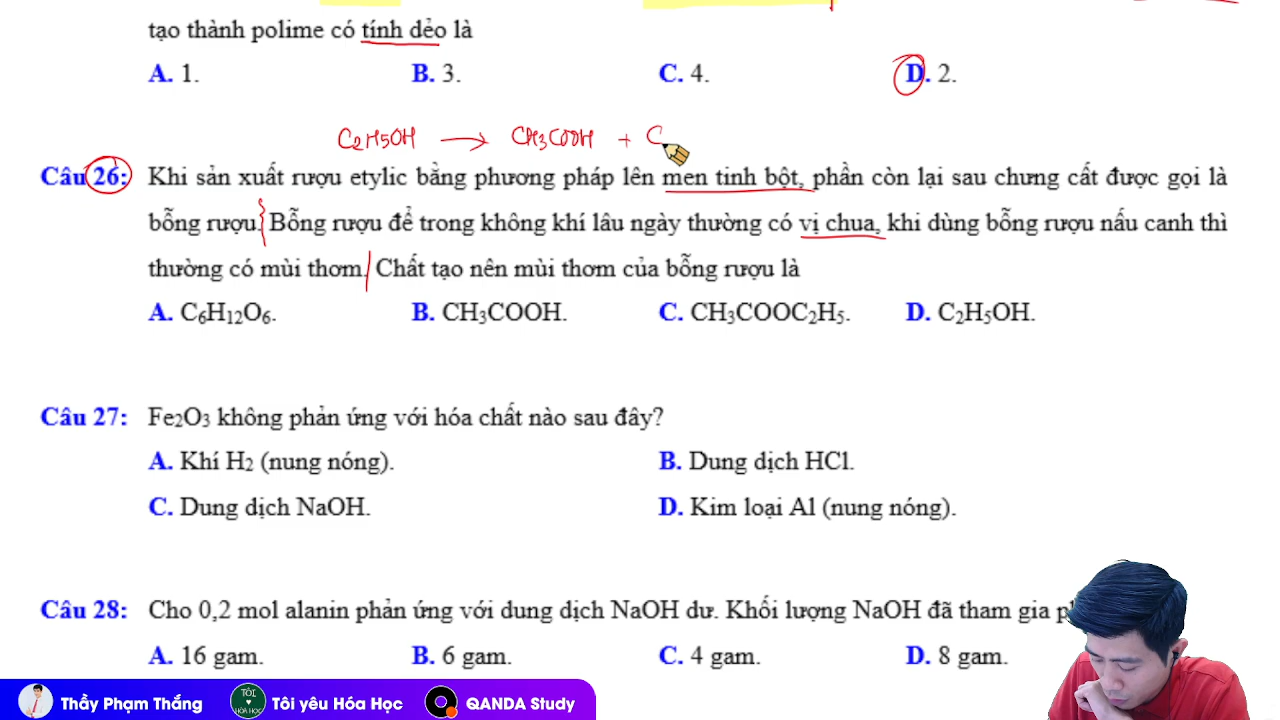 tạo thành polime có tính dẻo là
A. 1. B. 3. C. 4. D. 2.
C₂H₅OH → CH₃COOH + C
Câu 26: Khi sản xuất rượu etylic bằng phương pháp lên men tinh bột, phần còn lại sau chưng cất được gọi là
bỗng rượu. Bỗng rượu để trong không khí lâu ngày thường có vị chua, khi dùng bỗng rượu nấu canh thì
thường có mùi thơm. Chất tạo nên mùi thơm của bỗng rượu là
A. C₆H₁₂O₆. B. CH₃COOH. C. CH₃COOC₂H₅. D. C₂H₅OH.
Câu 27: Fe₂O₃ không phản ứng với hóa chất nào sau đây?
A. Khí H₂ (nung nóng). B. Dung dịch HCl.
C. Dung dịch NaOH. D. Kim loại Al (nung nóng).
Câu 28: Cho 0,2 mol alanin phản ứng với dung dịch NaOH dư. Khối lượng NaOH đã tham gia
A. 16 gam. B. 6 gam. C. 4 gam. D. 8 gam.
Thầy Phạm Thắng TÔI HÓA HỌC Tôi yêu Hóa Học QANDA Study